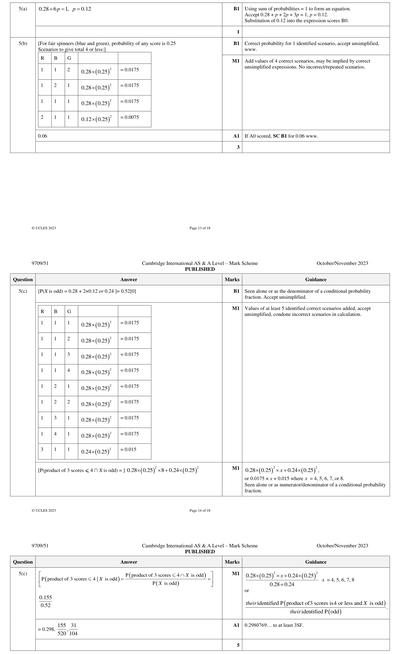 5(a) 0.28+6p = 1, p = 0.12 B1 Using sum of probabilities = 1 to form an equation.
Accept 0.28 + p + 2p + 3p = 1, p = 0.12.
Substitution of 0.12 into the expression scores B0.
1
5(b) [For fair spinners (blue and green), probability of any score is 0.25
Scenarios to give total 4 or less:] B1 Correct probability for 1 identified scenario, accept unsimplified, www.
R B G
1 1 2 0.28×(0.25)² = 0.0175
1 2 1 0.28×(0.25)² = 0.0175
1 1 1 0.28×(0.25)² = 0.0175
2 1 1 0.12×(0.25)² = 0.0075
M1 Add values of 4 correct scenarios, may be implied by correct
unsimplified expressions. No incorrect/repeated scenarios.
0.06 A1 If A0 scored, SC B1 for 0.06 www.
3
© UCLES 2023 Page 13 of 18
9709/51 Cambridge International AS & A Level – Mark Scheme October/November 2023
PUBLISHED
Question Answer Marks Guidance
5(c) [P(X is odd) = 0.28 + 2×0.12 or 0.24 ]= 0.52[0] B1 Seen alone or as the denominator of a conditional probability
fraction. Accept unsimplified.
R B G
1 1 1 0.28×(0.25)² = 0.0175
1 1 2 0.28×(0.25)² = 0.0175
1 1 3 0.28×(0.25)² = 0.0175
1 1 4 0.28×(0.25)² = 0.0175
1 2 1 0.28×(0.25)² = 0.0175
1 2 2 0.28×(0.25)² = 0.0175
1 3 1 0.28×(0.25)² = 0.0175
1 4 1 0.28×(0.25)² = 0.0175
3 1 1 0.24×(0.25)² = 0.015
M1 Values of at least 5 identified correct scenarios added, accept
unsimplified, condone incorrect scenarios in calculation.
[P(product of 3 scores ⩽ 4 ∩ X is odd) = ] 0.28×(0.25)²×8 + 0.24×(0.25)² M1 0.28×(0.25)² × s + 0.24×(0.25)²,
or 0.0175 × s + 0.015 where s = 4, 5, 6, 7, or 8.
Seen alone or as numerator/denominator of a conditional probability
fraction.
© UCLES 2023 Page 14 of 18
9709/51 Cambridge International AS & A Level – Mark Scheme October/November 2023
PUBLISHED
Question Answer Marks Guidance
5(c) [P(product of 3 scores ⩽ 4 | X is odd) = P(product of 3 scores ⩽ 4 ∩ X is odd) / P(X is odd) = ]
0.155 / 0.52
M1 (0.28×(0.25)² × s + 0.24×(0.25)²) / (0.28+0.24) s = 4, 5, 6, 7, 8
or
their identified P(product of 3 scores is 4 or less and X is odd) / their identified P(odd)
= 0.298, 155/520, 31/104 A1 0.2980769… to at least 3SF.
5